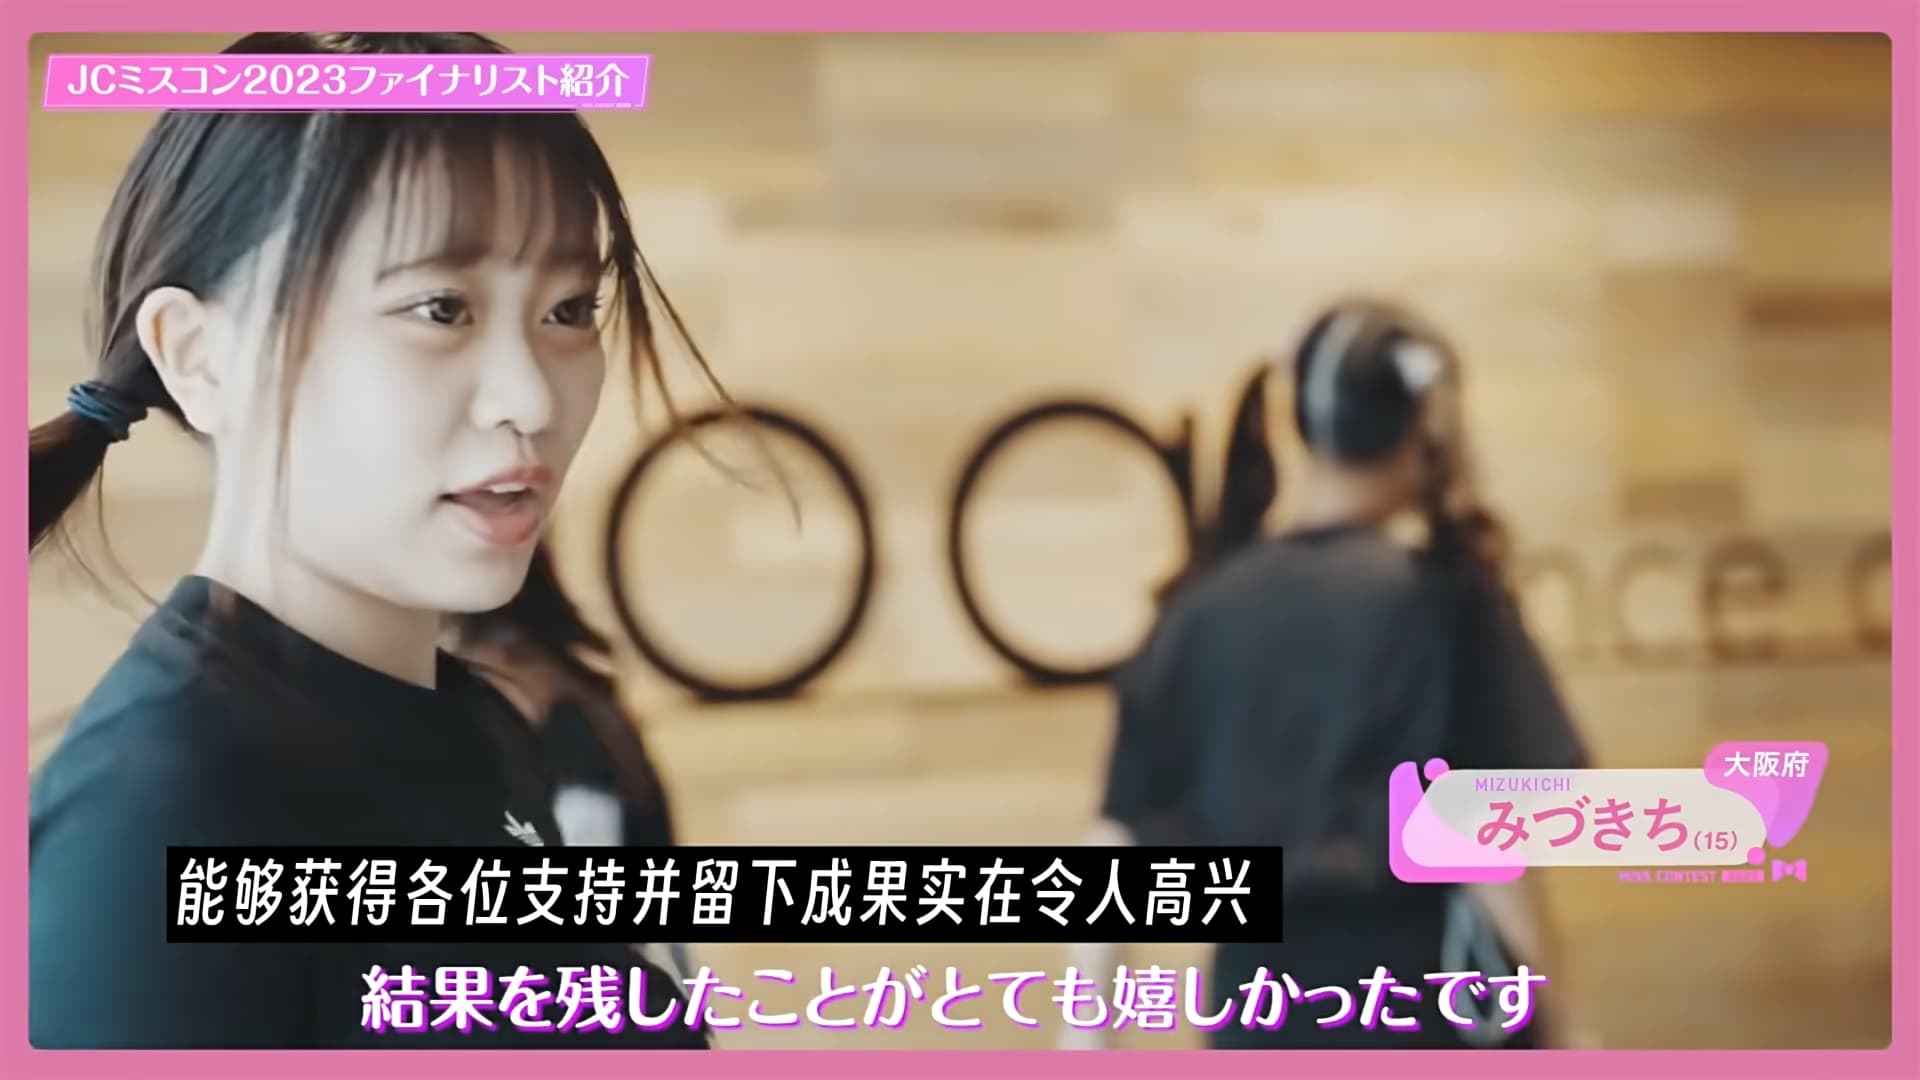 JCミスコン2023ファイナリスト紹介
大阪府
MIZUKICHI
みづきち(15)
MISS CONTEST 2023
能够获得各位支持并留下成果实在令人高兴
結果を残したことがとても嬉しかったです